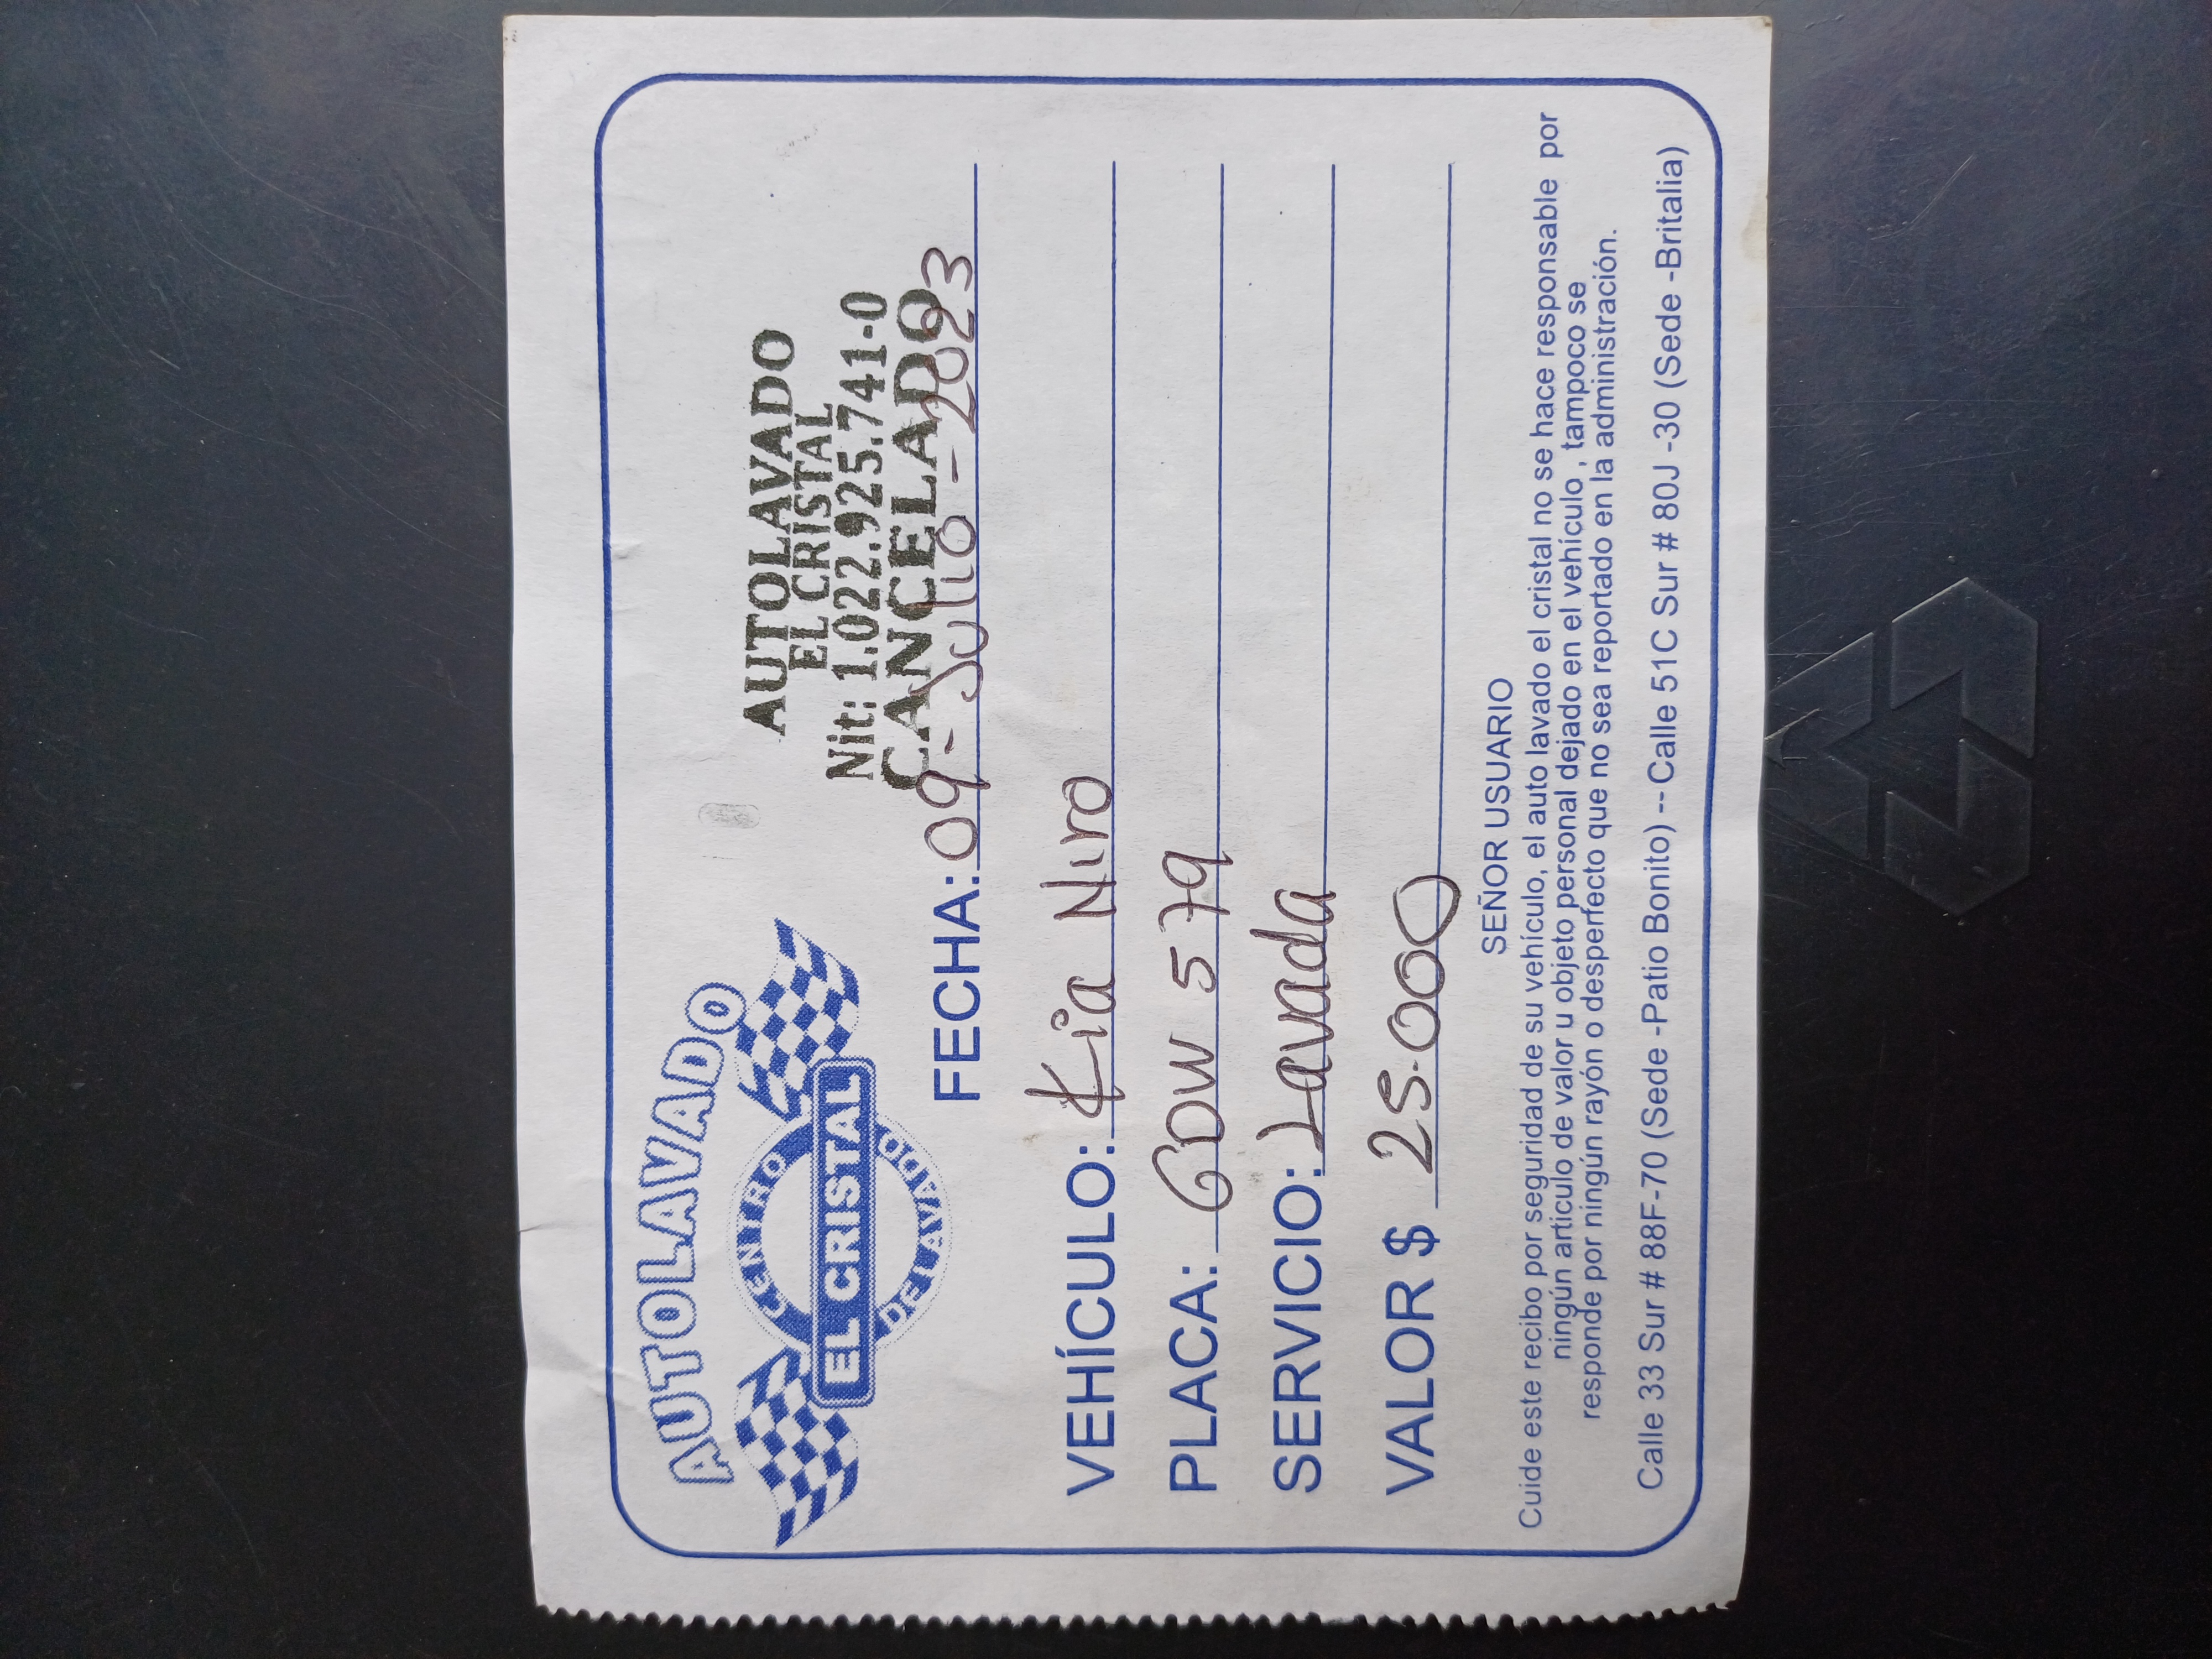 AUTOLAVADO
CENTRO
EL CRISTAL
DE LAVADO
AUTOLAVADO
EL CRISTAL
Nit: 1.022.925.741-0
CANCELADO
FECHA: 09-Julio-2023
VEHÍCULO: Kia Niro
PLACA: GDW 579
SERVICIO: Lavada
VALOR $ 25.000
SEÑOR USUARIO
Cuide este recibo por seguridad de su vehículo, el auto lavado el cristal no se hace responsable por
ningún artículo de valor u objeto personal dejado en el vehículo , tampoco se
responde por ningún rayón o desperfecto que no sea reportado en la administración.
Calle 33 Sur # 88F-70 (Sede -Patio Bonito) --Calle 51C Sur # 80J -30 (Sede -Britalia)